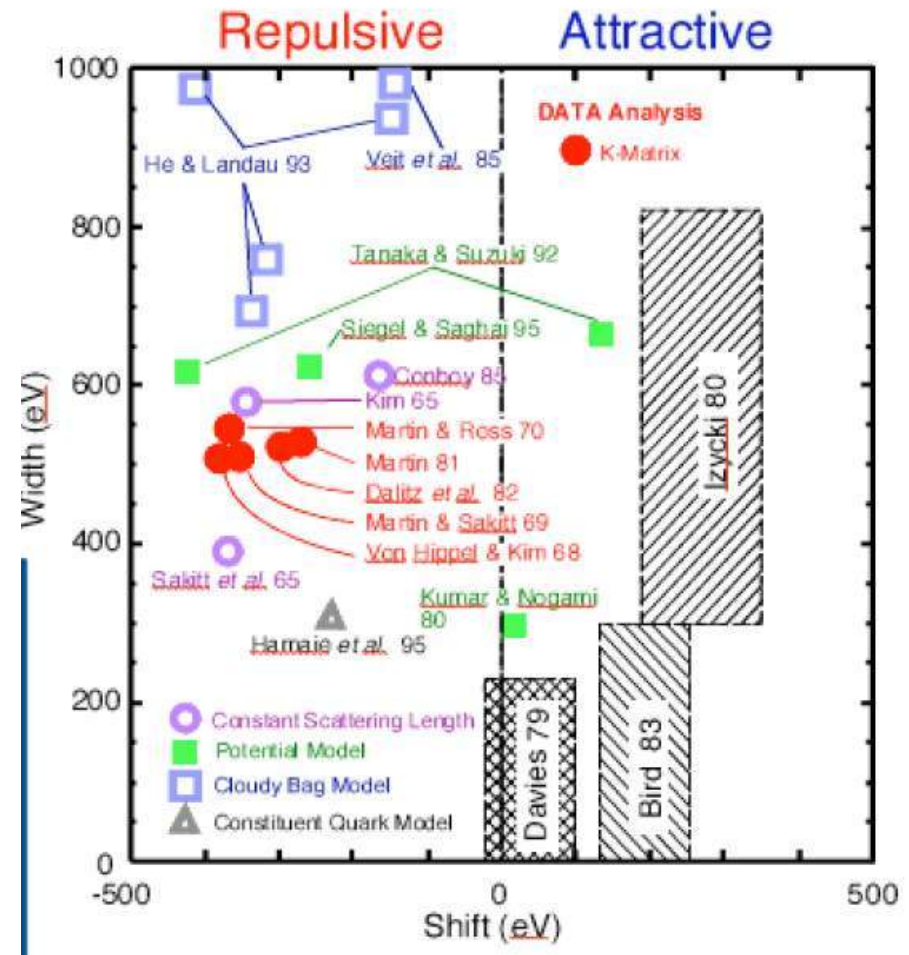 Repulsive Attractive
1000
DATA Analysis
K-Matrix
He & Landau 93
Veit et al. 85
800
Tanaka & Suzuki 92
Siegel & Saghai 95
600
Conboy 85
Kim 65
Martin & Ross 70
Martin 81
Dalitz et al. 82
Martin & Sakitt 69
Von Hippel & Kim 68
400
Sakitt et al. 65
Kumar & Nogami
80
Hamaie et al. 95
200
Constant Scattering Length
Potential Model
Cloudy Bag Model
Constituent Quark Model
0
Izycki 80
Davies 79
Bird 83
Width (eV)
-500 0 500
Shift (eV)